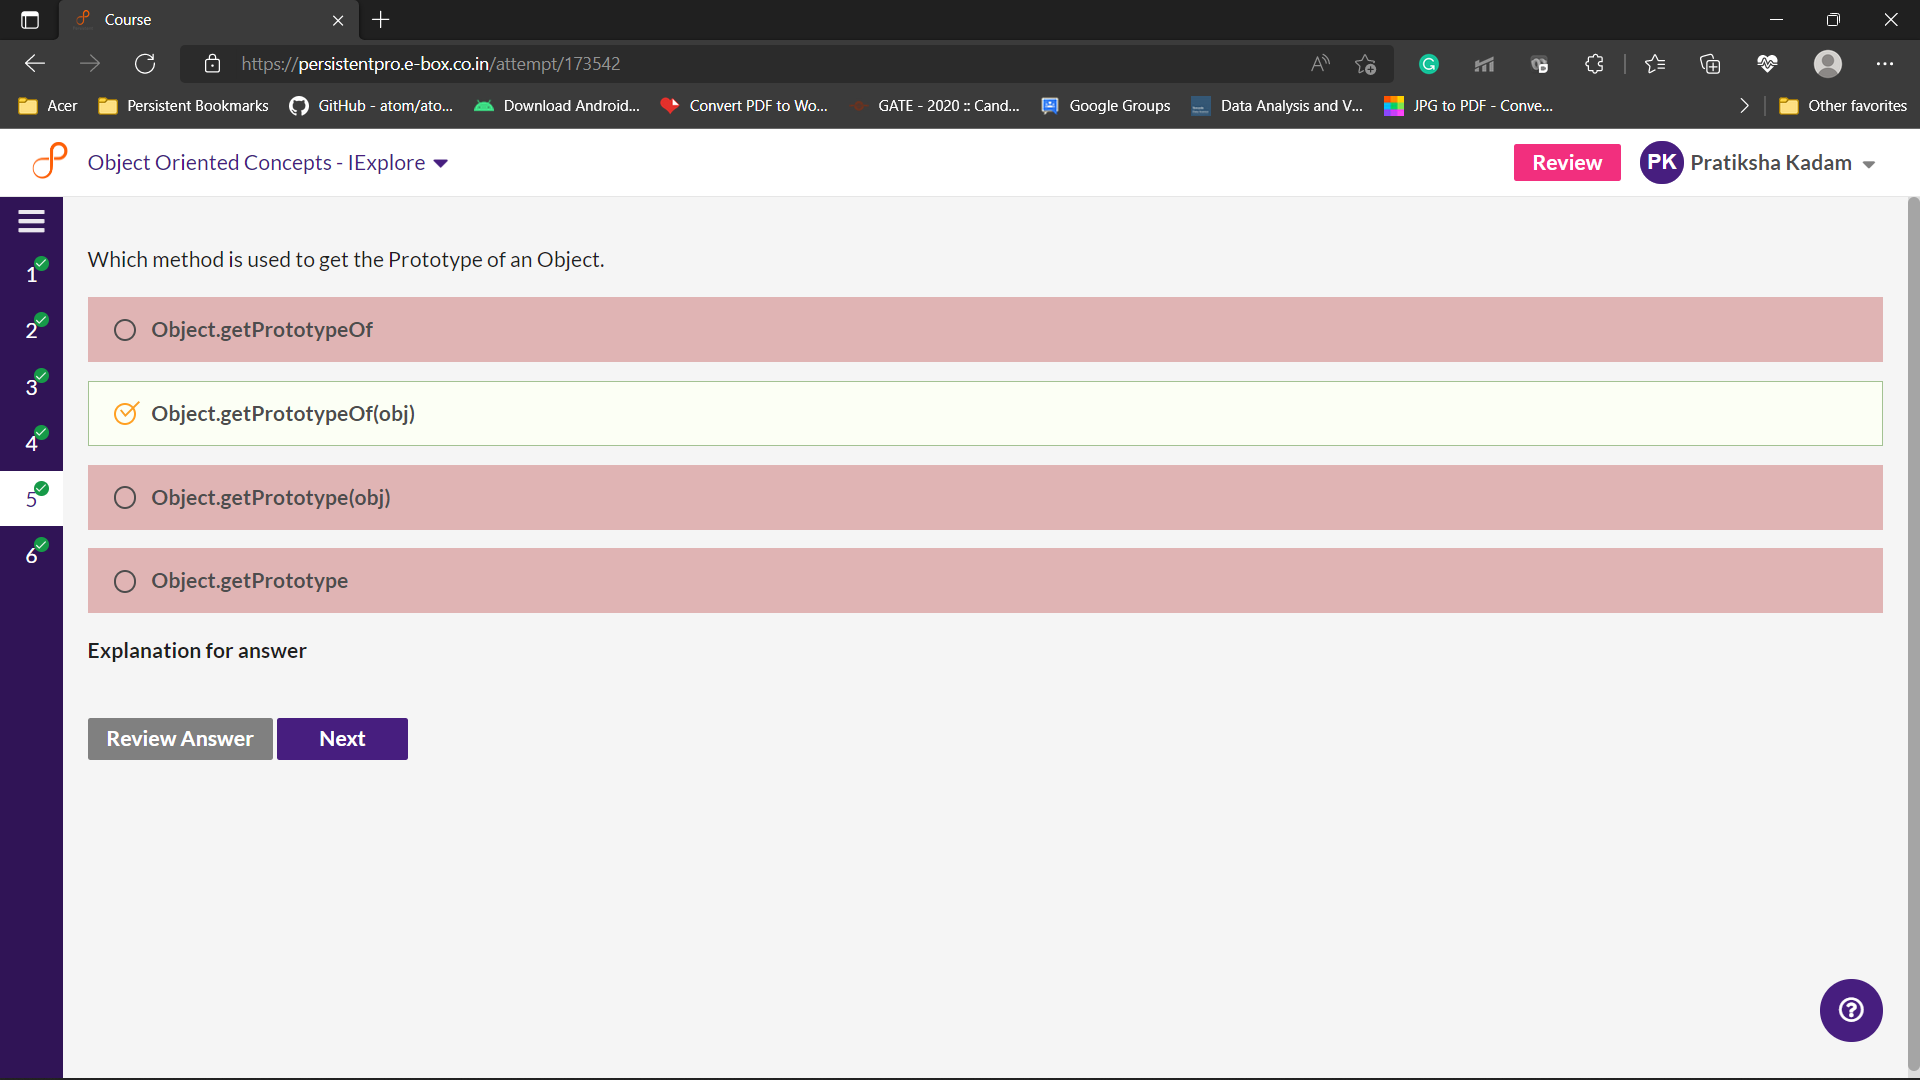 Course
https://persistentpro.e-box.co.in/attempt/173542
Acer
Persistent Bookmarks
GitHub - atom/ato...
Download Android...
Convert PDF to Wo...
GATE - 2020 :: Cand...
Google Groups
Data Analysis and V...
JPG to PDF - Conve...
Other favorites
Object Oriented Concepts - IExplore
Review
PK
Pratiksha Kadam
1
2
3
4
5
6
Which method is used to get the Prototype of an Object.
Object.getPrototypeOf
Object.getPrototypeOf(obj)
Object.getPrototype(obj)
Object.getPrototype
Explanation for answer
Review Answer
Next